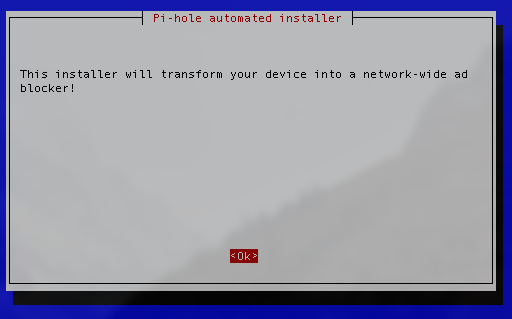 Pi-hole automated installer
This installer will transform your device into a network-wide ad
blocker!
<Ok>